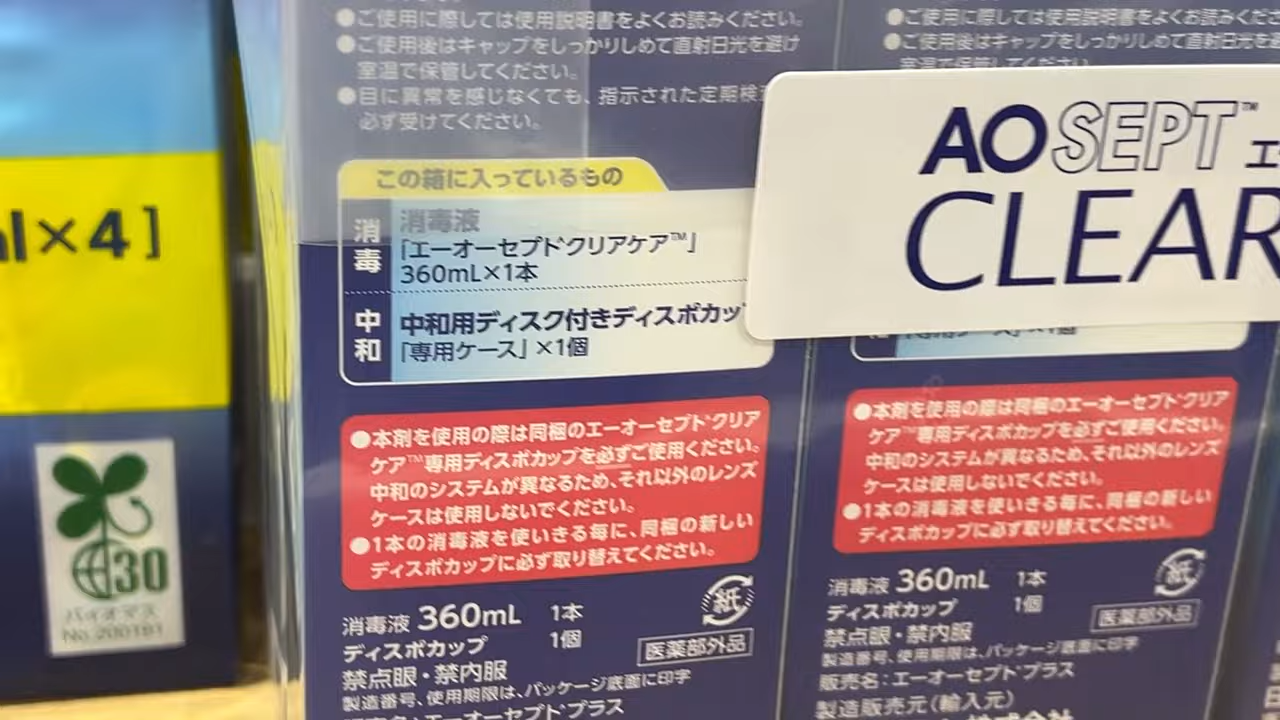 ml×4]
30
バイオマス
No.200181
●ご使用に際しては使用説明書をよくお読みください。
●ご使用後はキャップをしっかりしめて直射日光を避け
室温で保管してください。
●目に異常を感じなくても、指示された定期検
必ず受けてください。
この箱に入っているもの
消毒
消毒液
「エーオーセプト®クリアケア™」
360mL×1本
中和
中和用ディスク付きディスポカッ
「専用ケース」×1個
●本剤を使用の際は同梱のエーオーセプト®クリア
ケア™専用ディスポカップを必ずご使用ください。
中和のシステムが異なるため、それ以外のレンズ
ケースは使用しないでください。
●1本の消毒液を使いきる毎に、同梱の新しい
ディスポカップに必ず取り替えてください。
消毒液 360mL 1本
ディスポカップ 1個
紙
医薬部外品
禁点眼・禁内服
製造番号、使用期限は、パッケージ底面に印字
エーオーセプト®プラス
●ご使用に際しては使用説明書をよくお読みくださ
●ご使用後はキャップをしっかりしめて直射日光を
室温で保管してください。
AOSEPT™ エ
CLEAR
「専用ケース」×1個
●本剤を使用の際は同梱のエーオーセプト®クリア
ケア™専用ディスポカップを必ずご使用ください。
中和のシステムが異なるため、それ以外のレンズ
ケースは使用しないでください。
●1本の消毒液を使いきる毎に、同梱の新しい
ディスポカップに必ず取り替えてください。
消毒液 360mL 1本
ディスポカップ 1個
紙
医薬部外品
禁点眼・禁内服
製造番号、使用期限は、パッケージ底面に印字
販売名：エーオーセプト®プラス
製造販売元（輸入元）